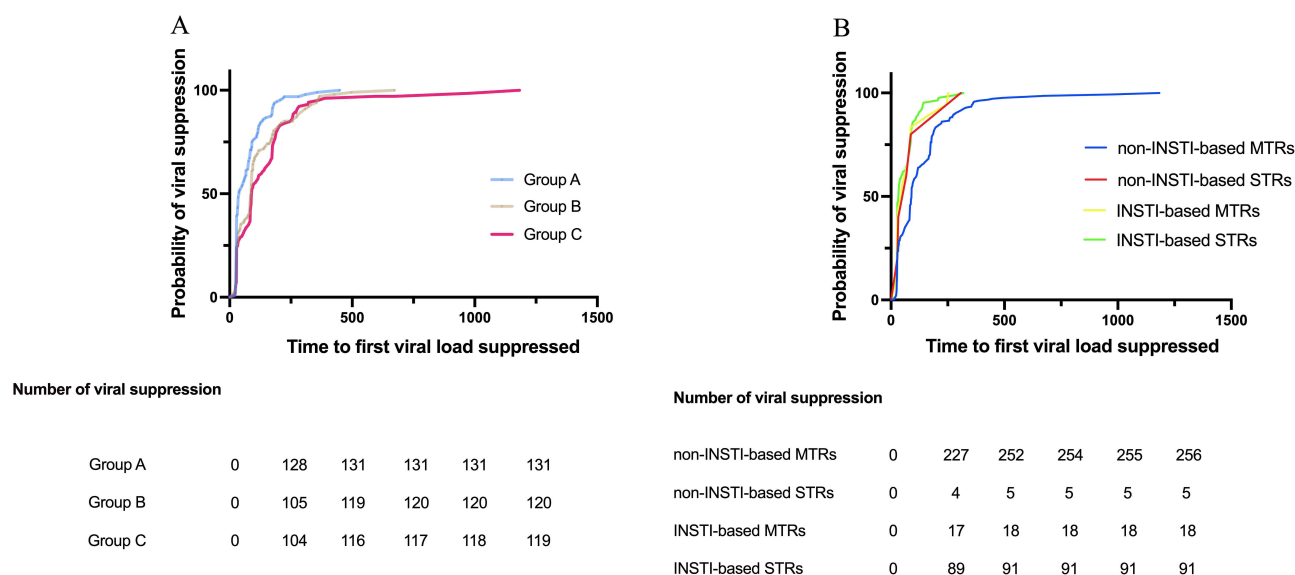 A
Probability of viral suppression
100
50
0
0
500
1000
1500
Time to first viral load suppressed
Group A
Group B
Group C
Number of viral suppression
Group A 0 128 131 131 131 131
Group B 0 105 119 120 120 120
Group C 0 104 116 117 118 119
B
Probability of viral suppression
100
50
0
0
500
1000
1500
Time to first viral load suppressed
non-INSTI-based MTRs
non-INSTI-based STRs
INSTI-based MTRs
INSTI-based STRs
Number of viral suppression
non-INSTI-based MTRs 0 227 252 254 255 256
non-INSTI-based STRs 0 4 5 5 5 5
INSTI-based MTRs 0 17 18 18 18 18
INSTI-based STRs 0 89 91 91 91 91